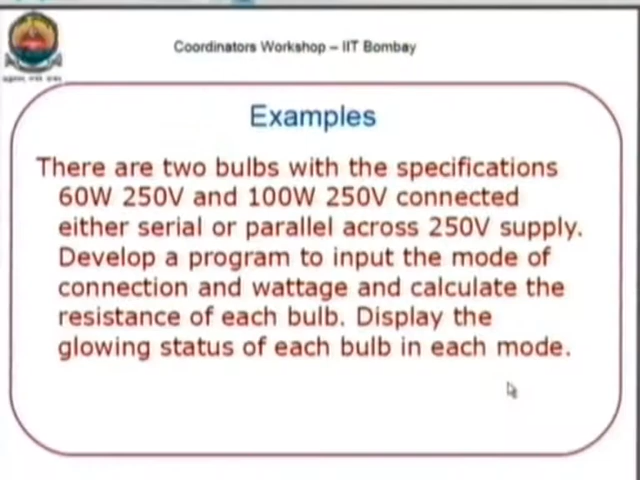 Coordinators Workshop – IIT Bombay
Examples
There are two bulbs with the specifications
60W 250V and 100W 250V connected
either serial or parallel across 250V supply.
Develop a program to input the mode of
connection and wattage and calculate the
resistance of each bulb. Display the
glowing status of each bulb in each mode.